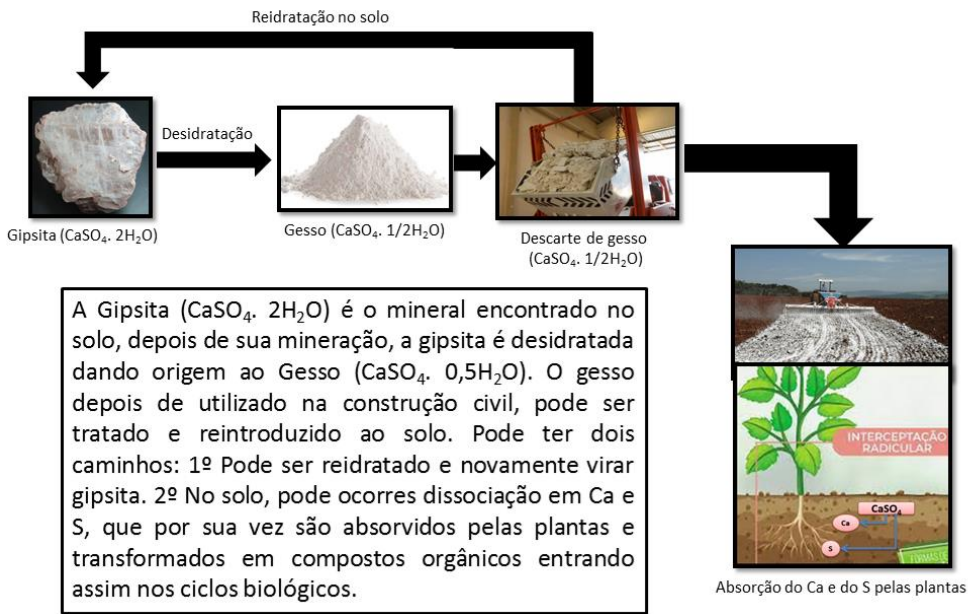 Reidratação no solo
Desidratação
Gipsita (CaSO₄. 2H₂O)
Gesso (CaSO₄. 1/2H₂O)
Descarte de gesso
(CaSO₄. 1/2H₂O)
A Gipsita (CaSO₄. 2H₂O) é o mineral encontrado no
solo, depois de sua mineração, a gipsita é desidratada
dando origem ao Gesso (CaSO₄. 0,5H₂O). O gesso
depois de utilizado na construção civil, pode ser
tratado e reintroduzido ao solo. Pode ter dois
caminhos: 1º Pode ser reidratado e novamente virar
gipsita. 2º No solo, pode ocorres dissociação em Ca e
S, que por sua vez são absorvidos pelas plantas e
transformados em compostos orgânicos entrando
assim nos ciclos biológicos.
INTERCEPTAÇÃO
RADICULAR
CaSO₄
Ca
S
FORMAS DE
Absorção do Ca e do S pelas plantas